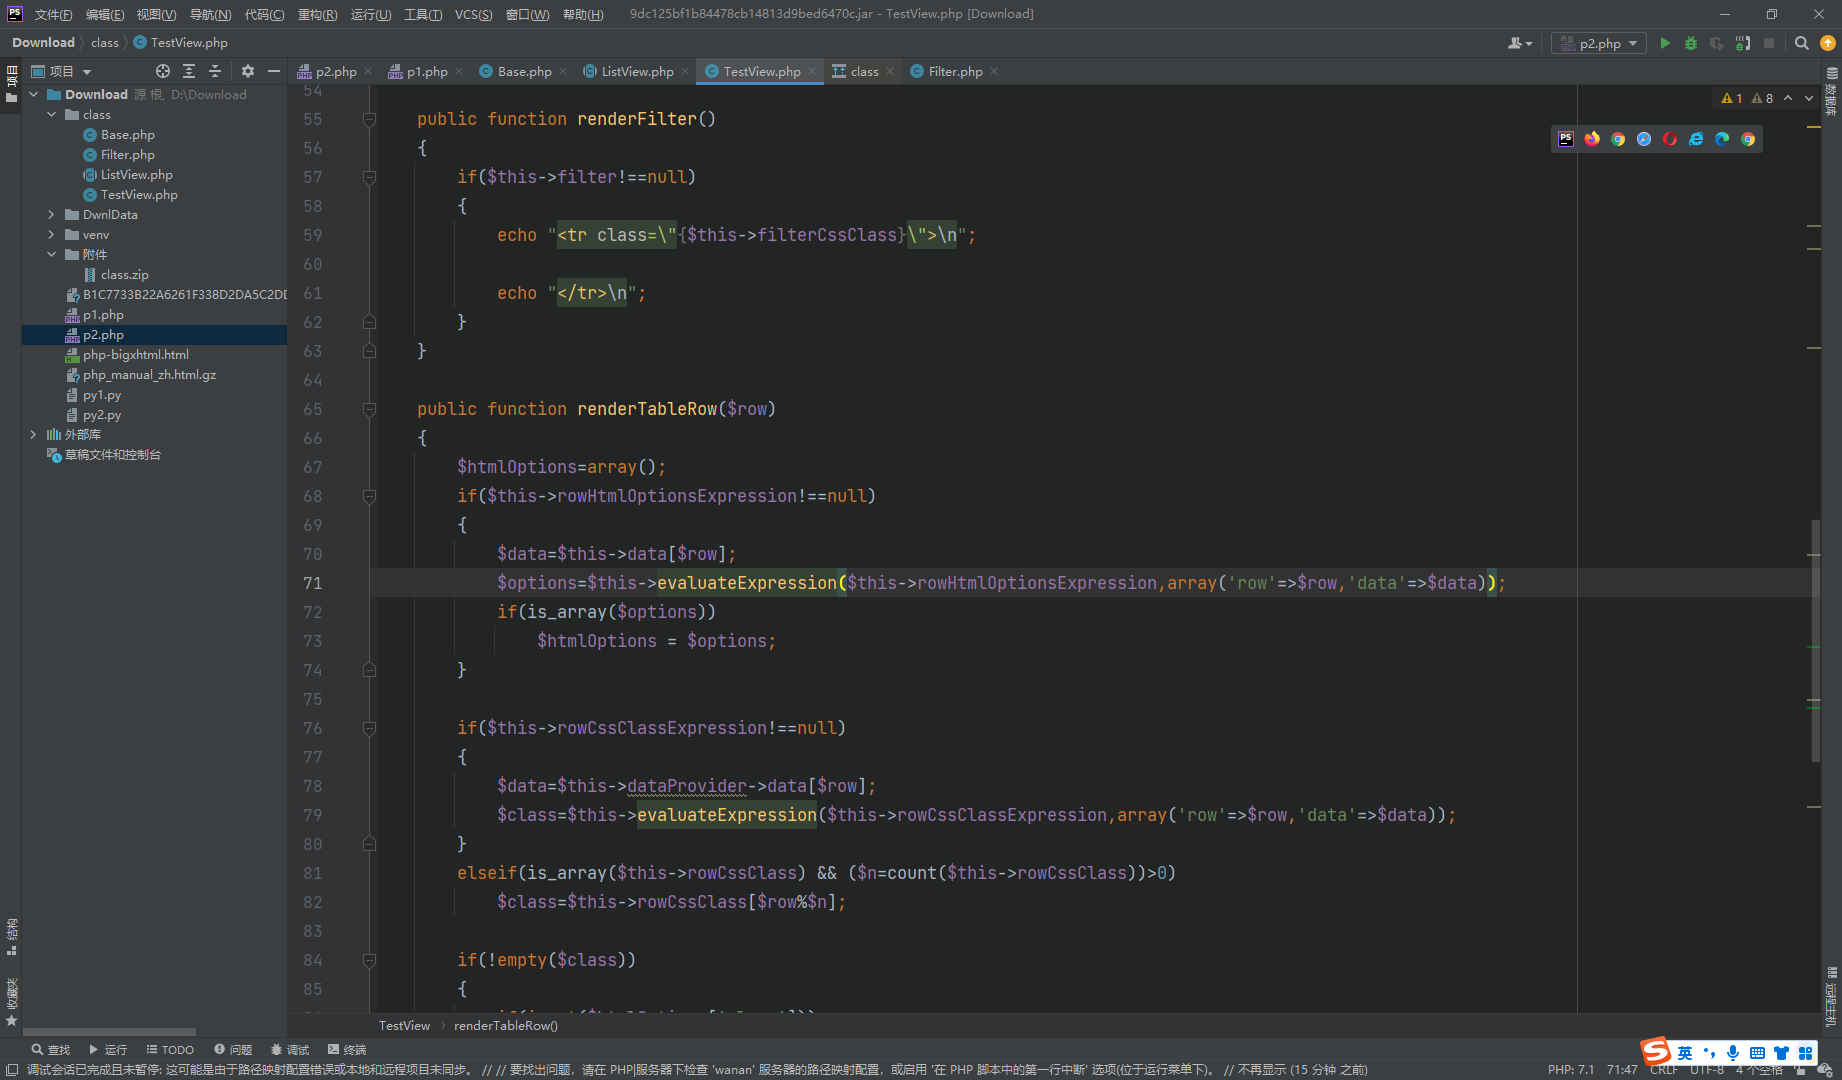 文件(F) 编辑(E) 视图(V) 导航(N) 代码(C) 重构(R) 运行(U) 工具(T) VCS(S) 窗口(W) 帮助(H) 9dc125bf1b84478cb14813d9bed6470c.jar - TestView.php [Download]
Download class TestView.php p2.php
项目 p2.php p1.php Base.php ListView.php TestView.php class Filter.php
项目
Download 源 根, D:\Download
class
Base.php
Filter.php
ListView.php
TestView.php
DwnlData
venv
附件
class.zip
B1C7733B22A6261F338D2DA5C2DD
p1.php
p2.php
php-bigxhtml.html
php_manual_zh.html.gz
py1.py
py2.py
外部库
草稿文件和控制台
结构
收藏夹
1 8
数据库
远程主机
54
55 public function renderFilter()
56 {
57 if($this->filter!==null)
58 {
59 echo "<tr class=\"{$this->filterCssClass}\">\n";
60
61 echo "</tr>\n";
62 }
63 }
64
65 public function renderTableRow($row)
66 {
67 $htmlOptions=array();
68 if($this->rowHtmlOptionsExpression!==null)
69 {
70 $data=$this->data[$row];
71 $options=$this->evaluateExpression($this->rowHtmlOptionsExpression,array('row'=>$row,'data'=>$data));
72 if(is_array($options))
73 $htmlOptions = $options;
74 }
75
76 if($this->rowCssClassExpression!==null)
77 {
78 $data=$this->dataProvider->data[$row];
79 $class=$this->evaluateExpression($this->rowCssClassExpression,array('row'=>$row,'data'=>$data));
80 }
81 elseif(is_array($this->rowCssClass) && ($n=count($this->rowCssClass))>0)
82 $class=$this->rowCssClass[$row%$n];
83
84 if(!empty($class))
85 {
TestView renderTableRow()
查找 运行 TODO 问题 调试 终端
英
调试会话已完成且未暂停: 这可能是由于路径映射配置错误或本地和远程项目未同步。 // // 要找出问题，请在 PHP|服务器下检查 'wanan' 服务器的路径映射配置，或启用 '在 PHP 脚本中的第一行中断' 选项(位于运行菜单下)。 // 不再显示 (15 分钟 之前) PHP: 7.1 71:47 CRLF UTF-8 4 个空格